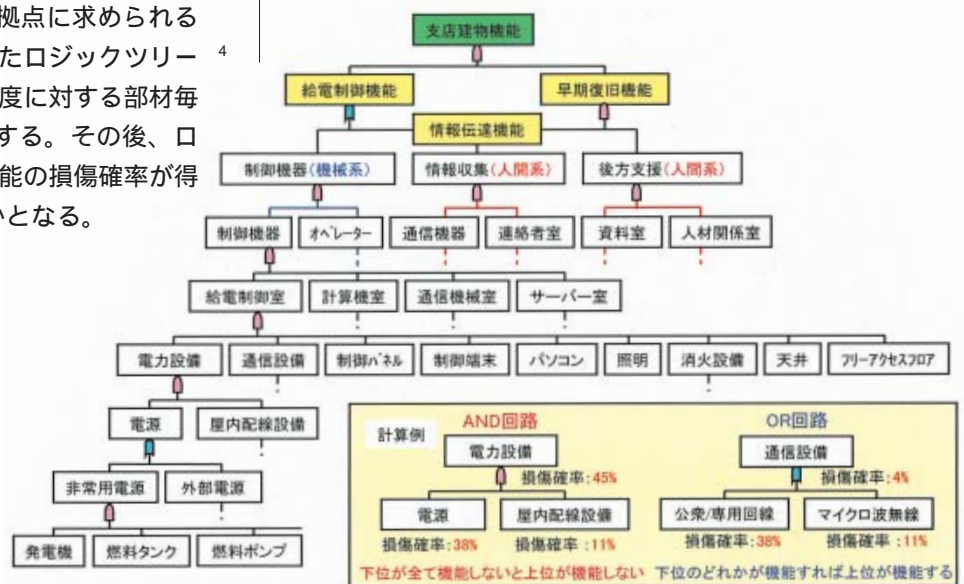 拠点に求められる
たロジックツリー 4
度に対する部材毎
する。その後、ロ
能の損傷確率が得
いとなる。
支店建物機能
給電制御機能 早期復旧機能
情報伝達機能
制御機器(機械系) 情報収集(人間系) 後方支援(人間系)
制御機器 オペレーター 通信機器 連絡者室 資料室 人材関係室
給電制御室 計算機室 通信機械室 サーバー室
電力設備 通信設備 制御パネル 制御端末 パソコン 照明 消火設備 天井 フリーアクセスフロア
電源 屋内配線設備
非常用電源 外部電源
発電機 燃料タンク 燃料ポンプ
計算例 AND回路 OR回路
電力設備 通信設備
損傷確率:45% 損傷確率:4%
電源 屋内配線設備 公衆/専用回線 マイクロ波無線
損傷確率:38% 損傷確率:11% 損傷確率:38% 損傷確率:11%
下位が全て機能しないと上位が機能しない 下位のどれかが機能すれば上位が機能する